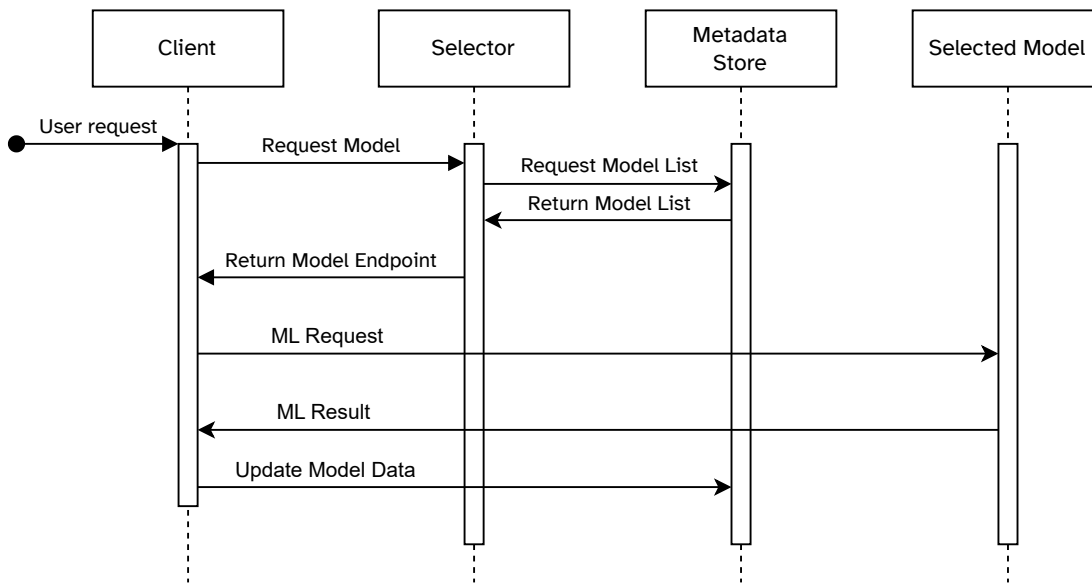 Client
Selector
Metadata
Store
Selected Model
User request
Request Model
Request Model List
Return Model List
Return Model Endpoint
ML Request
ML Result
Update Model Data